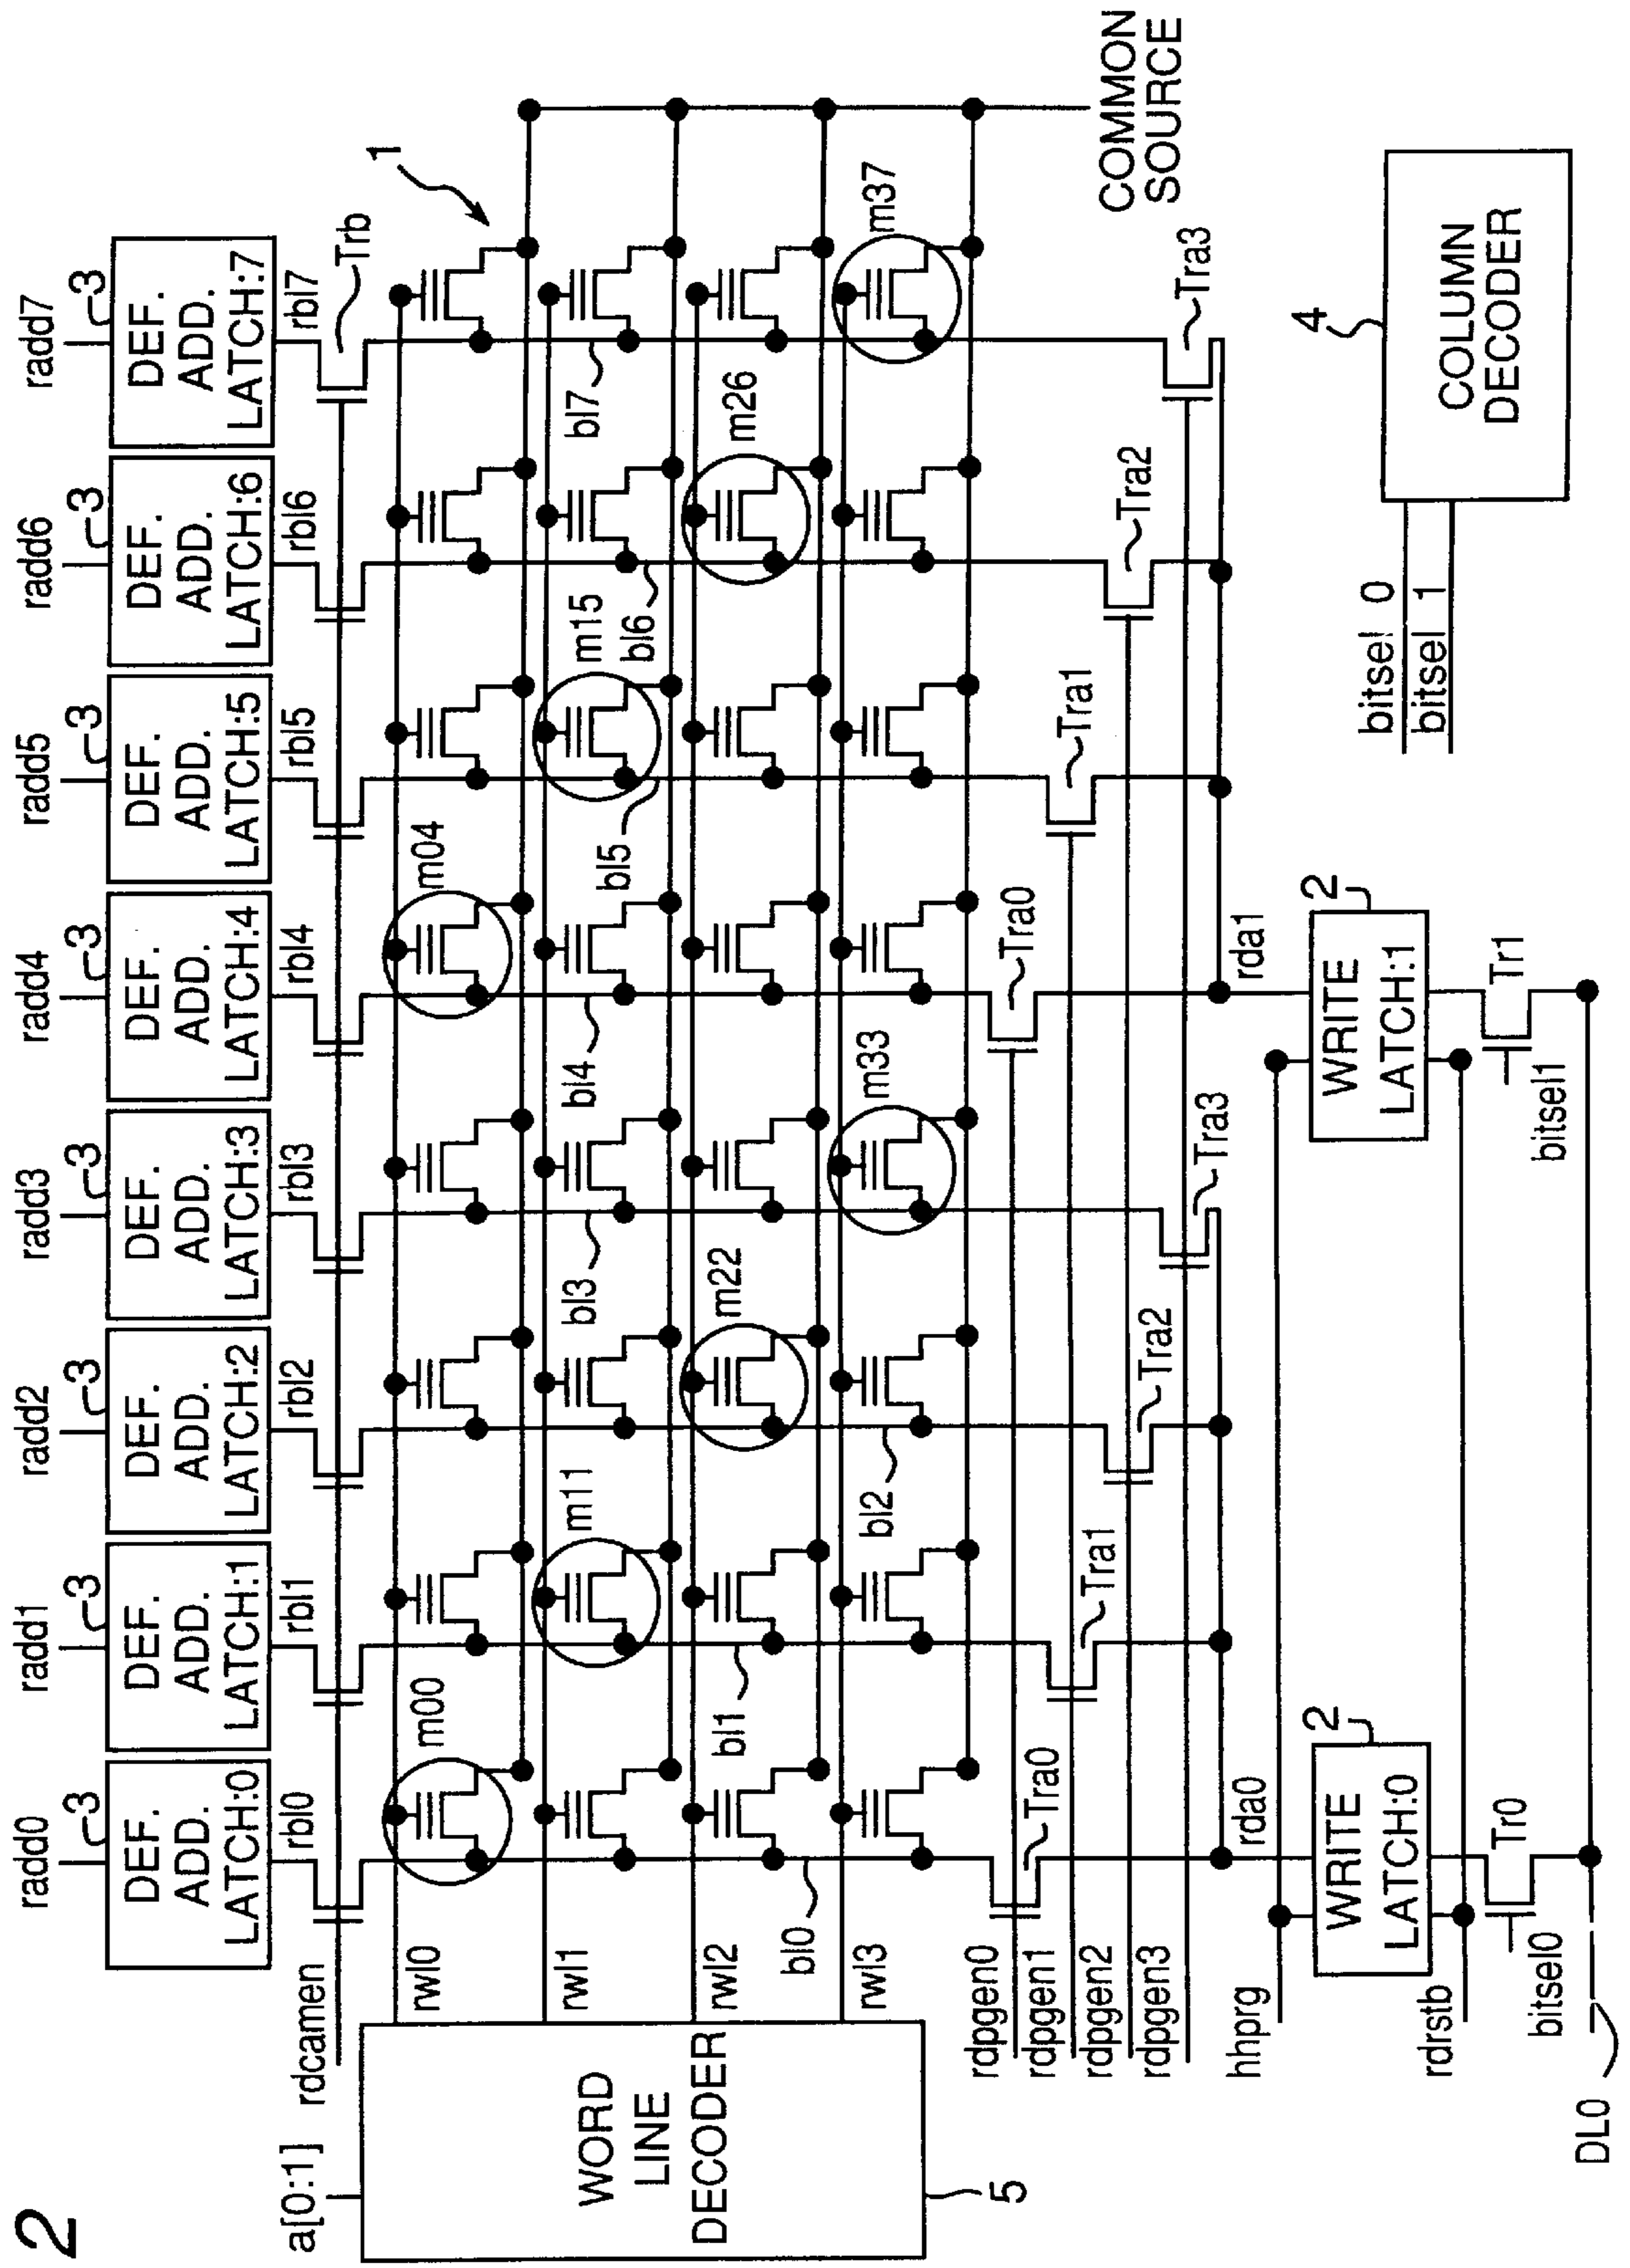 2
radd0
radd1
radd2
radd3
radd4
radd5
radd6
radd7
3
3
3
3
3
3
3
3
DEF.
ADD.
LATCH:0
DEF.
ADD.
LATCH:1
DEF.
ADD.
LATCH:2
DEF.
ADD.
LATCH:3
DEF.
ADD.
LATCH:4
DEF.
ADD.
LATCH:5
DEF.
ADD.
LATCH:6
DEF.
ADD.
LATCH:7
rbl0
rbl1
rbl2
rbl3
rbl4
rbl5
rbl6
rbl7
Trb
1
a[0:1]
rdcamen
WORD
LINE
DECODER
5
rwl0
rwl1
rwl2
rwl3
m00
m04
m11
m15
m22
m26
m33
m37
bl0
bl1
bl2
bl3
bl4
bl5
bl6
bl7
COMMON
SOURCE
rdpgen0
rdpgen1
rdpgen2
rdpgen3
Tra0
Tra1
Tra2
Tra3
Tra0
Tra1
Tra2
Tra3
rda0
rda1
hhprg
WRITE
LATCH:0
2
WRITE
LATCH:1
2
rdrstb
bitsel0
Tr0
bitsel1
Tr1
DL0
bitsel 0
bitsel 1
COLUMN
DECODER
4